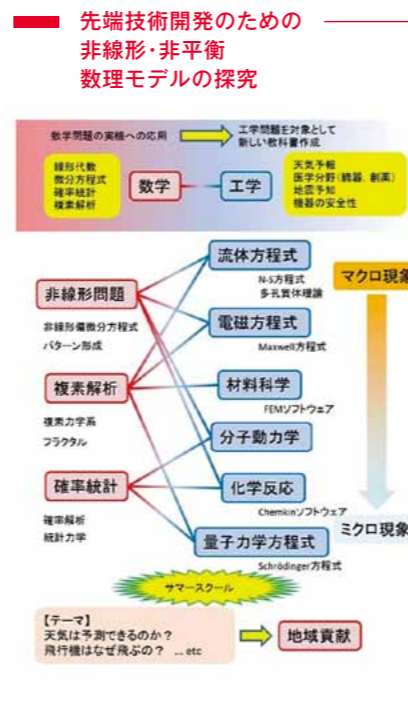 先端技術開発のための
非線形・非平衡
数理モデルの探究
数学問題の実機への応用
工学問題を対象として
新しい教科書作成
線形代数
微分方程式
確率統計
複素解析
数学
工学
天気予報
医学分野(臓器、創薬)
地震予知
機器の安全性
流体方程式
N-S方程式
多孔質体理論
マクロ現象
非線形問題
非線形偏微分方程式
パターン形成
電磁方程式
Maxwell方程式
複素解析
複素力学系
フラクタル
材料科学
FEMソフトウェア
分子動力学
確率統計
確率解析
統計力学
化学反応
Chemkinソフトウェア
ミクロ現象
量子力学方程式
Schrödinger方程式
サマースクール
【テーマ】
天気は予測できるのか?
飛行機はなぜ飛ぶの? ... etc
地域貢献